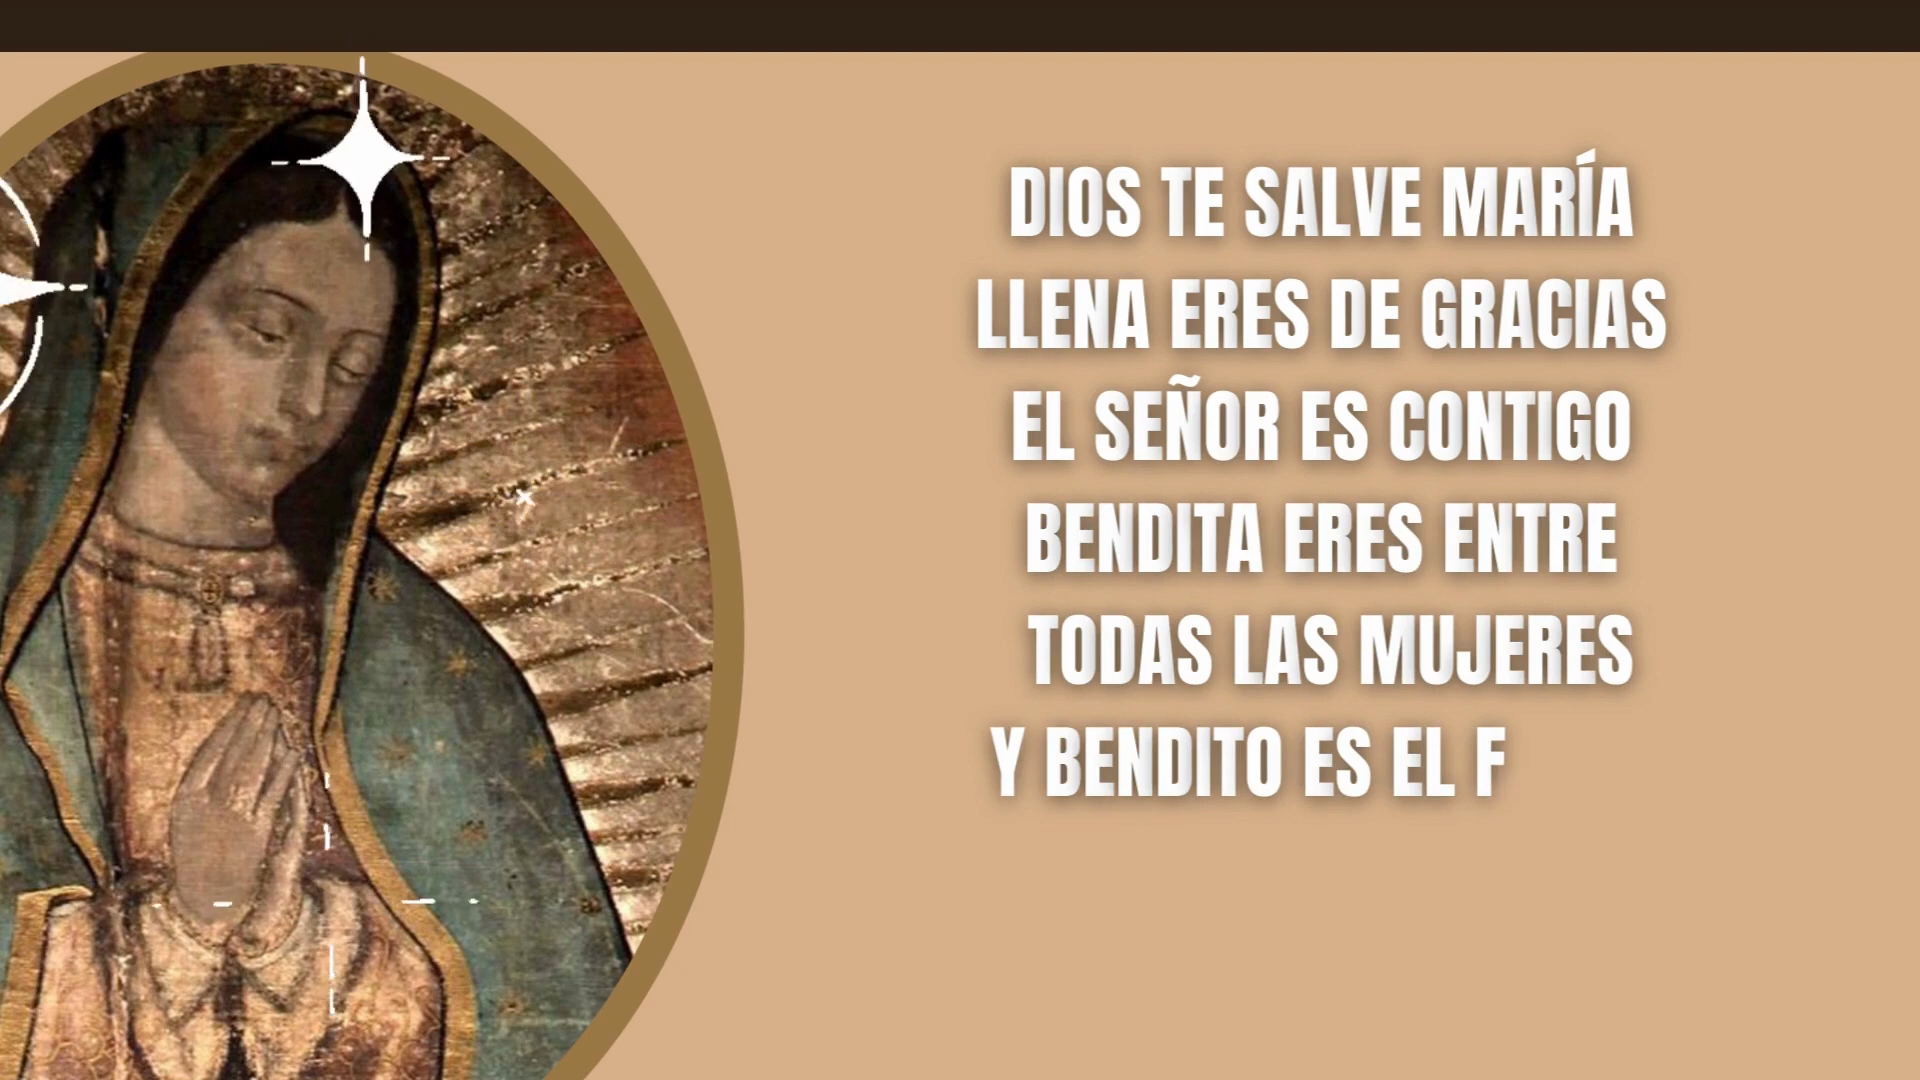 DIOS TE SALVE MARÍA
LLENA ERES DE GRACIAS
EL SEÑOR ES CONTIGO
BENDITA ERES ENTRE
TODAS LAS MUJERES
Y BENDITO ES EL F